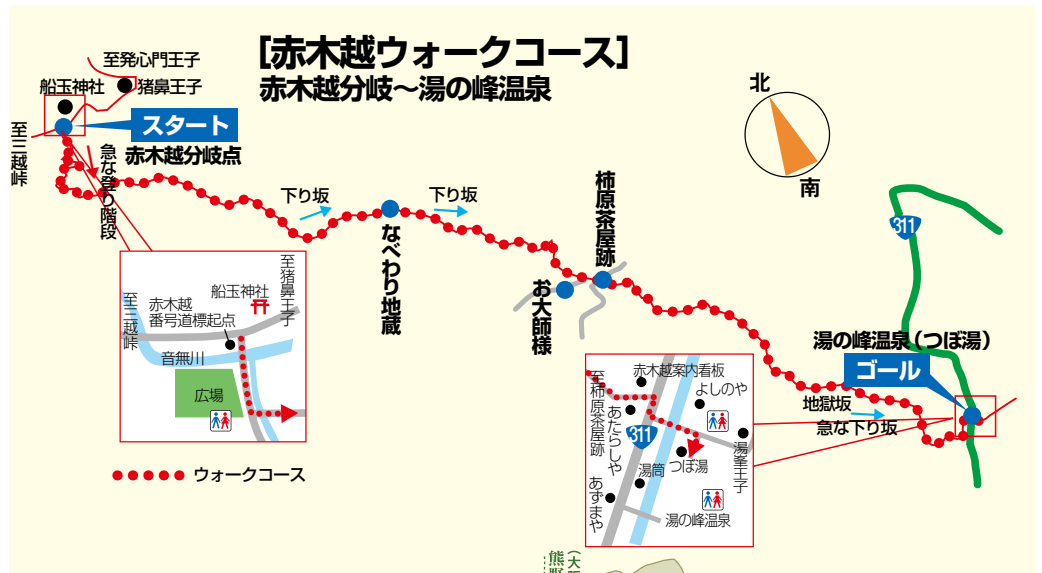 [赤木越ウォークコース]
赤木越分岐～湯の峰温泉
至発心門王子
船玉神社
猪鼻王子
スタート
赤木越分岐点
至三越峠
急な登り階段
北
南
下り坂
なべわり地蔵
下り坂
柿原茶屋跡
お大師様
311
湯の峰温泉(つぼ湯)
ゴール
地獄坂
急な下り坂
至三越峠
赤木越
番号道標起点
船玉神社
至猪鼻王子
音無川
広場
赤木越案内看板
至柿原茶屋跡
よしのや
あたらしや
311
つぼ湯
湯峯王子
湯筒
あずまや
湯の峰温泉
ウォークコース